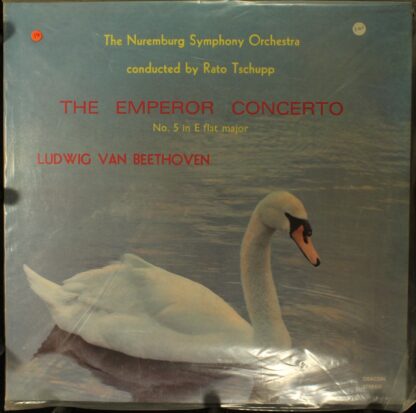 The Nuremburg Symphony Orchestra
conducted by Rato Tschupp
THE EMPEROR CONCERTO
No. 5 in E flat major
LUDWIG VAN BEETHOVEN
STEREO